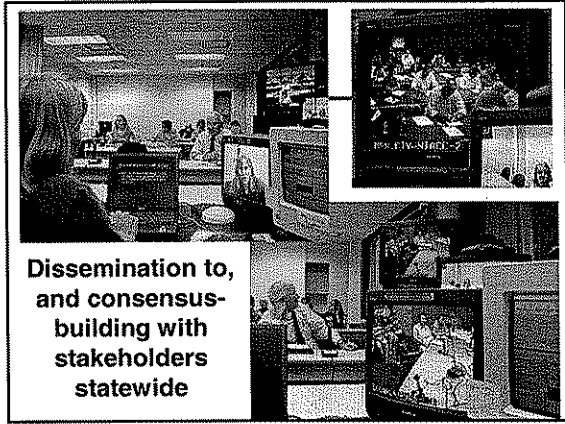 Dissemination to,
and consensus-
building with
stakeholders
statewide